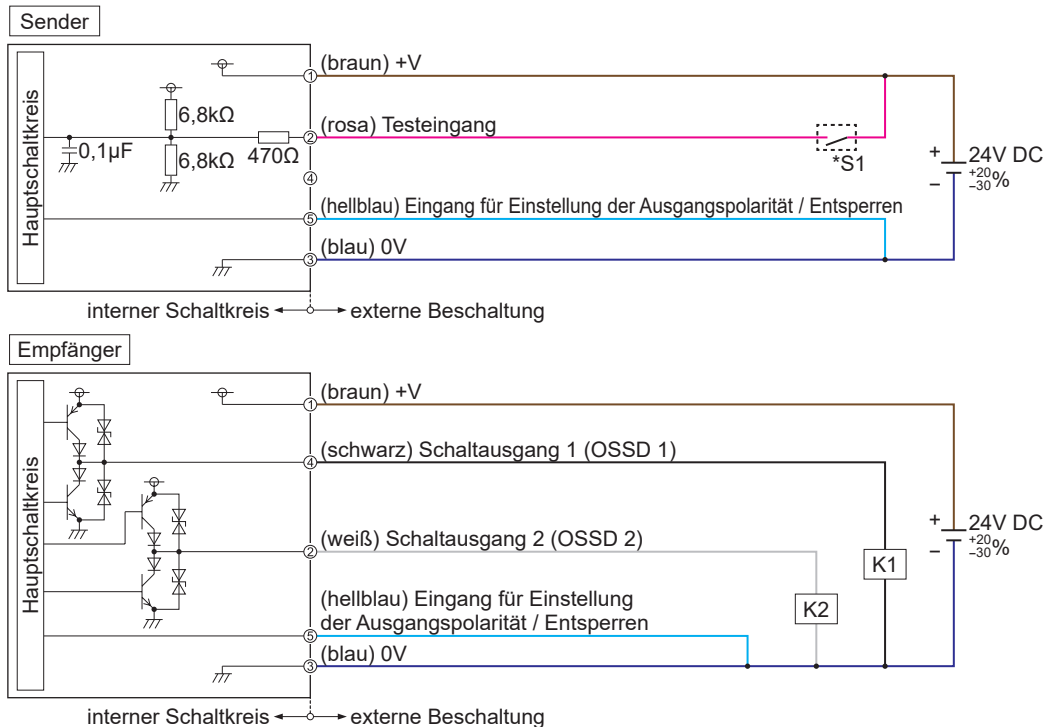 Sender
Hauptschaltkreis
(braun) +V
①
6,8kΩ
(rosa) Testeingang
②
0,1μF
6,8kΩ
470Ω
*S1
④
(hellblau) Eingang für Einstellung der Ausgangspolarität / Entsperren
⑤
(blau) 0V
③
+
24V DC
+20
−30 %
−
interner Schaltkreis
externe Beschaltung
Empfänger
Hauptschaltkreis
(braun) +V
①
(schwarz) Schaltausgang 1 (OSSD 1)
④
(weiß) Schaltausgang 2 (OSSD 2)
②
(hellblau) Eingang für Einstellung
der Ausgangspolarität / Entsperren
⑤
(blau) 0V
③
K1
K2
+
24V DC
+20
−30 %
−
interner Schaltkreis
externe Beschaltung